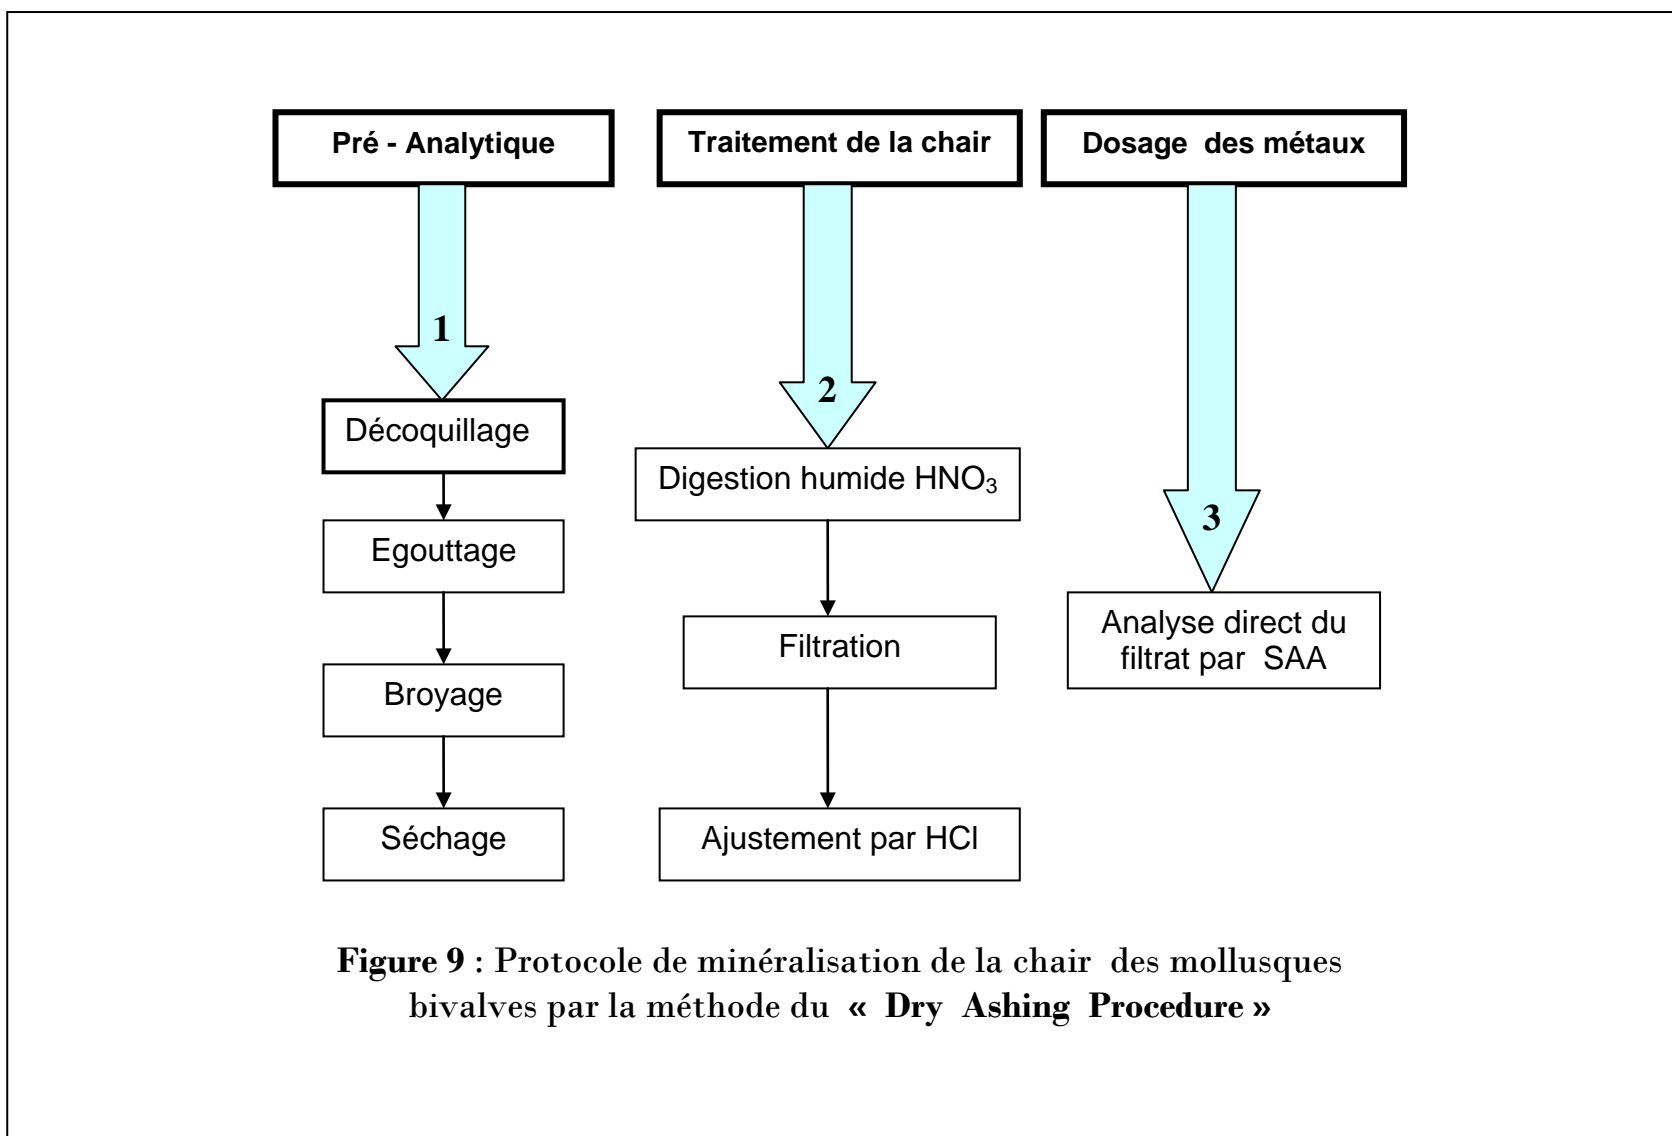 Pré - Analytique
Traitement de la chair
Dosage des métaux
1
2
3
Décoquillage
Egouttage
Broyage
Séchage
Digestion humide HNO₃
Filtration
Ajustement par HCl
Analyse direct du
filtrat par SAA
Figure 9 : Protocole de minéralisation de la chair des mollusques
bivalves par la méthode du « Dry Ashing Procedure »